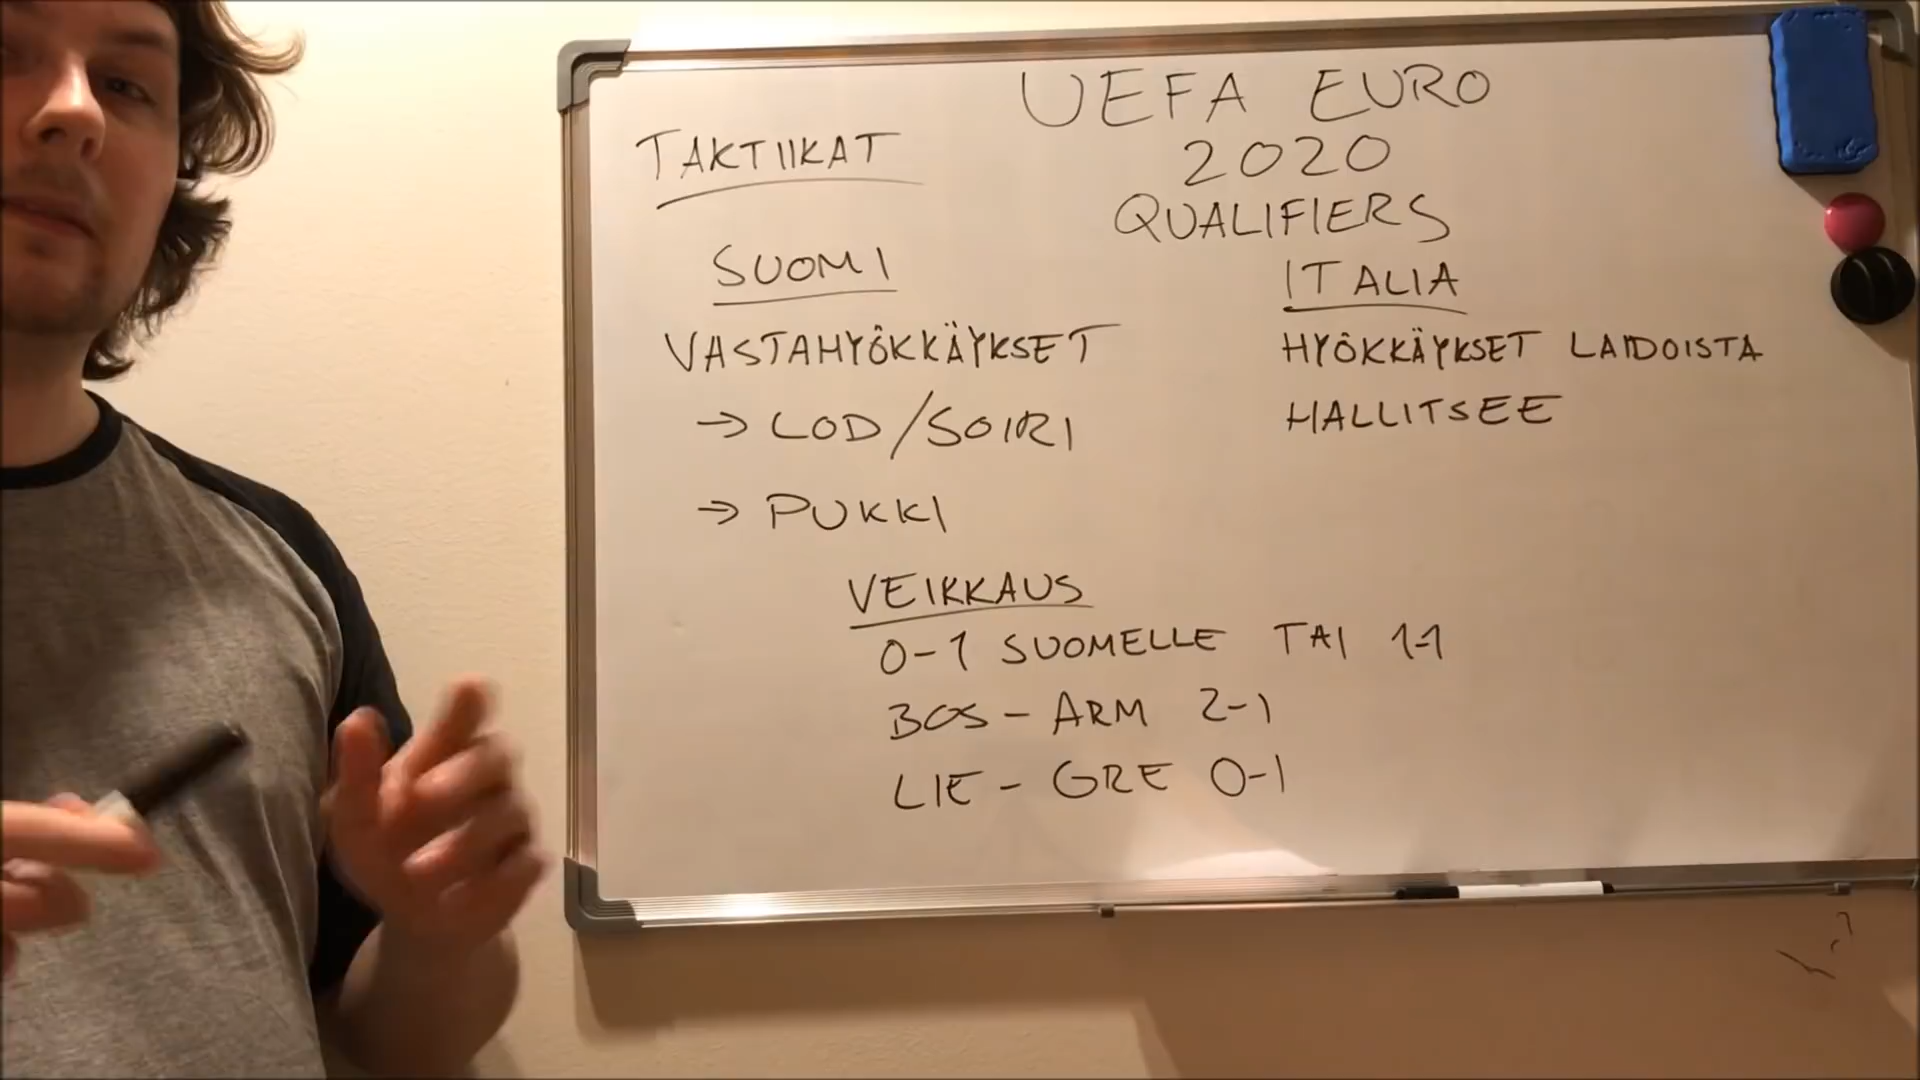 UEFA EURO
2020
QUALIFIERS
TAKTIIKAT
SUOMI
VASTAHYÖKKÄYKSET
→ LOD/SOIRI
→ PUKKI
ITALIA
HYÖKKÄYKSET LAIDOISTA
HALLITSEE
VEIKKAUS
0-1 SUOMELLE TAI 1-1
BOS - ARM 2-1
LIE - GRE 0-1